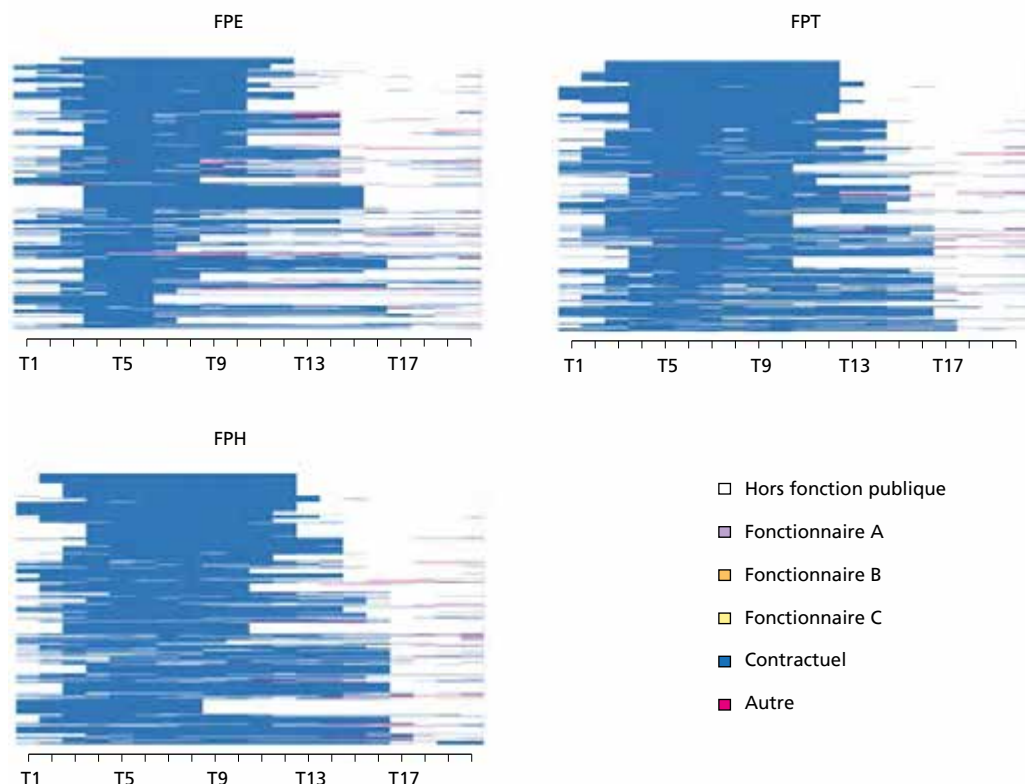 FPE
FPT
T1 T5 T9 T13 T17
T1 T5 T9 T13 T17
FPH
Hors fonction publique
Fonctionnaire A
Fonctionnaire B
Fonctionnaire C
Contractuel
Autre
T1 T5 T9 T13 T17